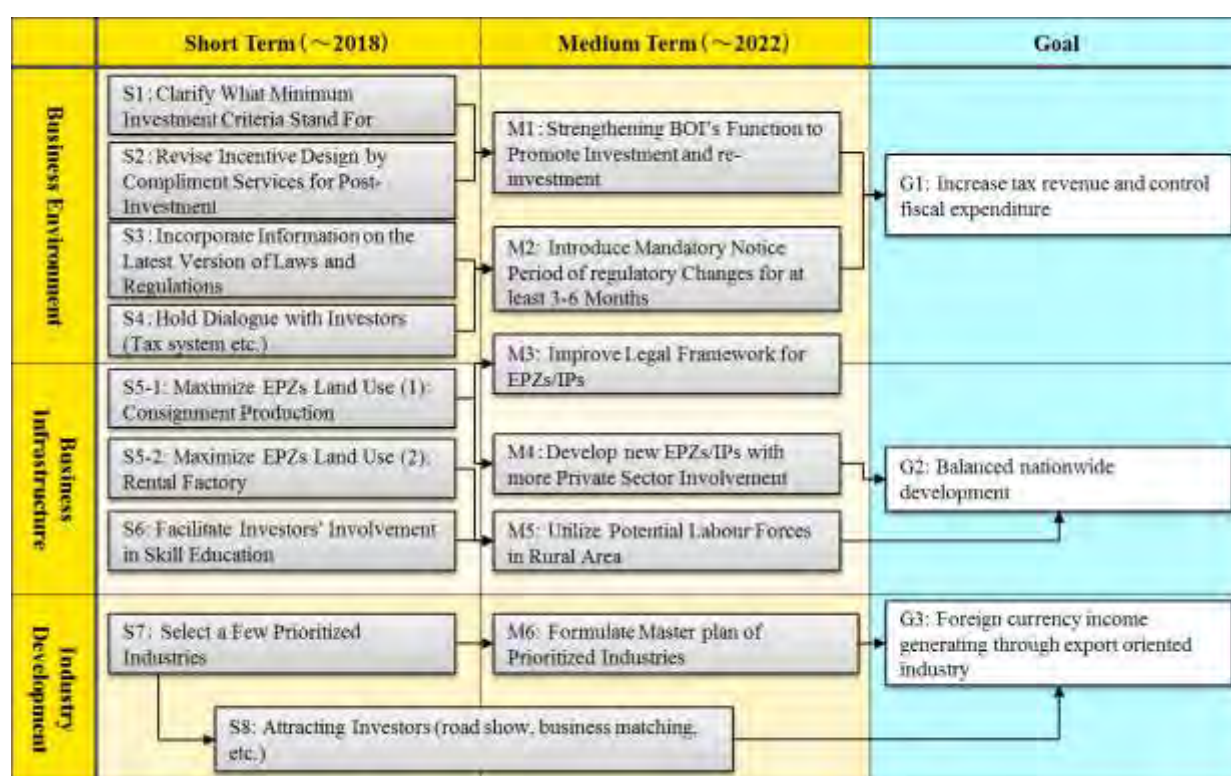 Short Term (～2018)
Medium Term (～2022)
Goal
Business Environment
S1: Clarify What Minimum
Investment Criteria Stand For
S2: Revise Incentive Design by
Compliment Services for Post-
Investment
S3: Incorporate Information on the
Latest Version of Laws and
Regulations
S4: Hold Dialogue with Investors
(Tax system etc.)
M1: Strengthening BOI's Function to
Promote Investment and re-
investment
M2: Introduce Mandatory Notice
Period of regulatory Changes for at
least 3-6 Months
M3: Improve Legal Framework for
EPZs/IPs
G1: Increase tax revenue and control
fiscal expenditure
Business
Infrastructure
S5-1: Maximize EPZs Land Use (1):
Consignment Production
S5-2: Maximize EPZs Land Use (2):
Rental Factory
S6: Facilitate Investors' Involvement
in Skill Education
M4: Develop new EPZs/IPs with
more Private Sector Involvement
M5: Utilize Potential Labour Forces
in Rural Area
G2: Balanced nationwide
development
Industry
Development
S7: Select a Few Prioritized
Industries
M6: Formulate Master plan of
Prioritized Industries
G3: Foreign currency income
generating through export oriented
industry
S8: Attracting Investors (road show, business matching,
etc.)